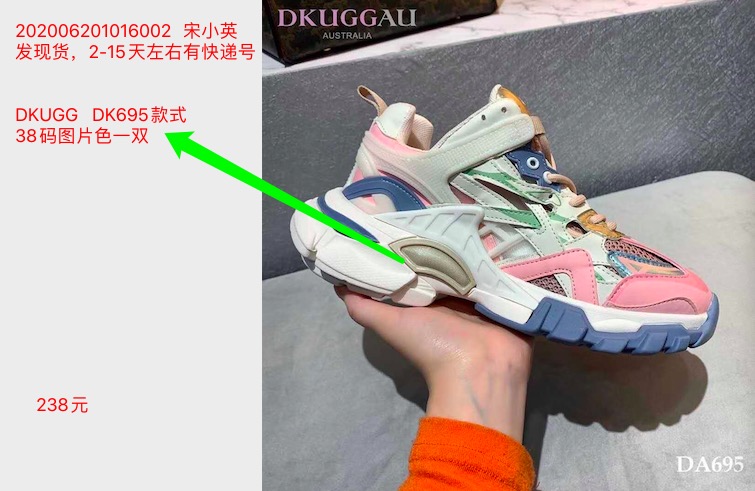 202006201016002 宋小英
发现货，2-15天左右有快递号
DKUGG DK695款式
38码图片色一双
238元
DKUGGAU
AUSTRALIA
DA695